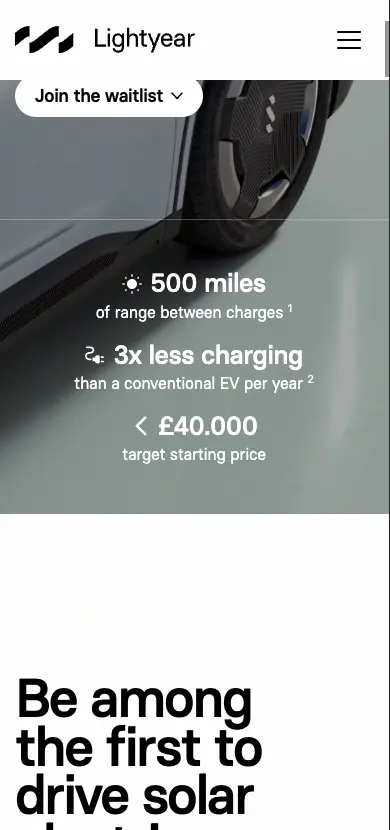 Lightyear
Join the waitlist
500 miles
of range between charges 1
3x less charging
than a conventional EV per year 2
< £40.000
target starting price
Be among
the first to
drive solar